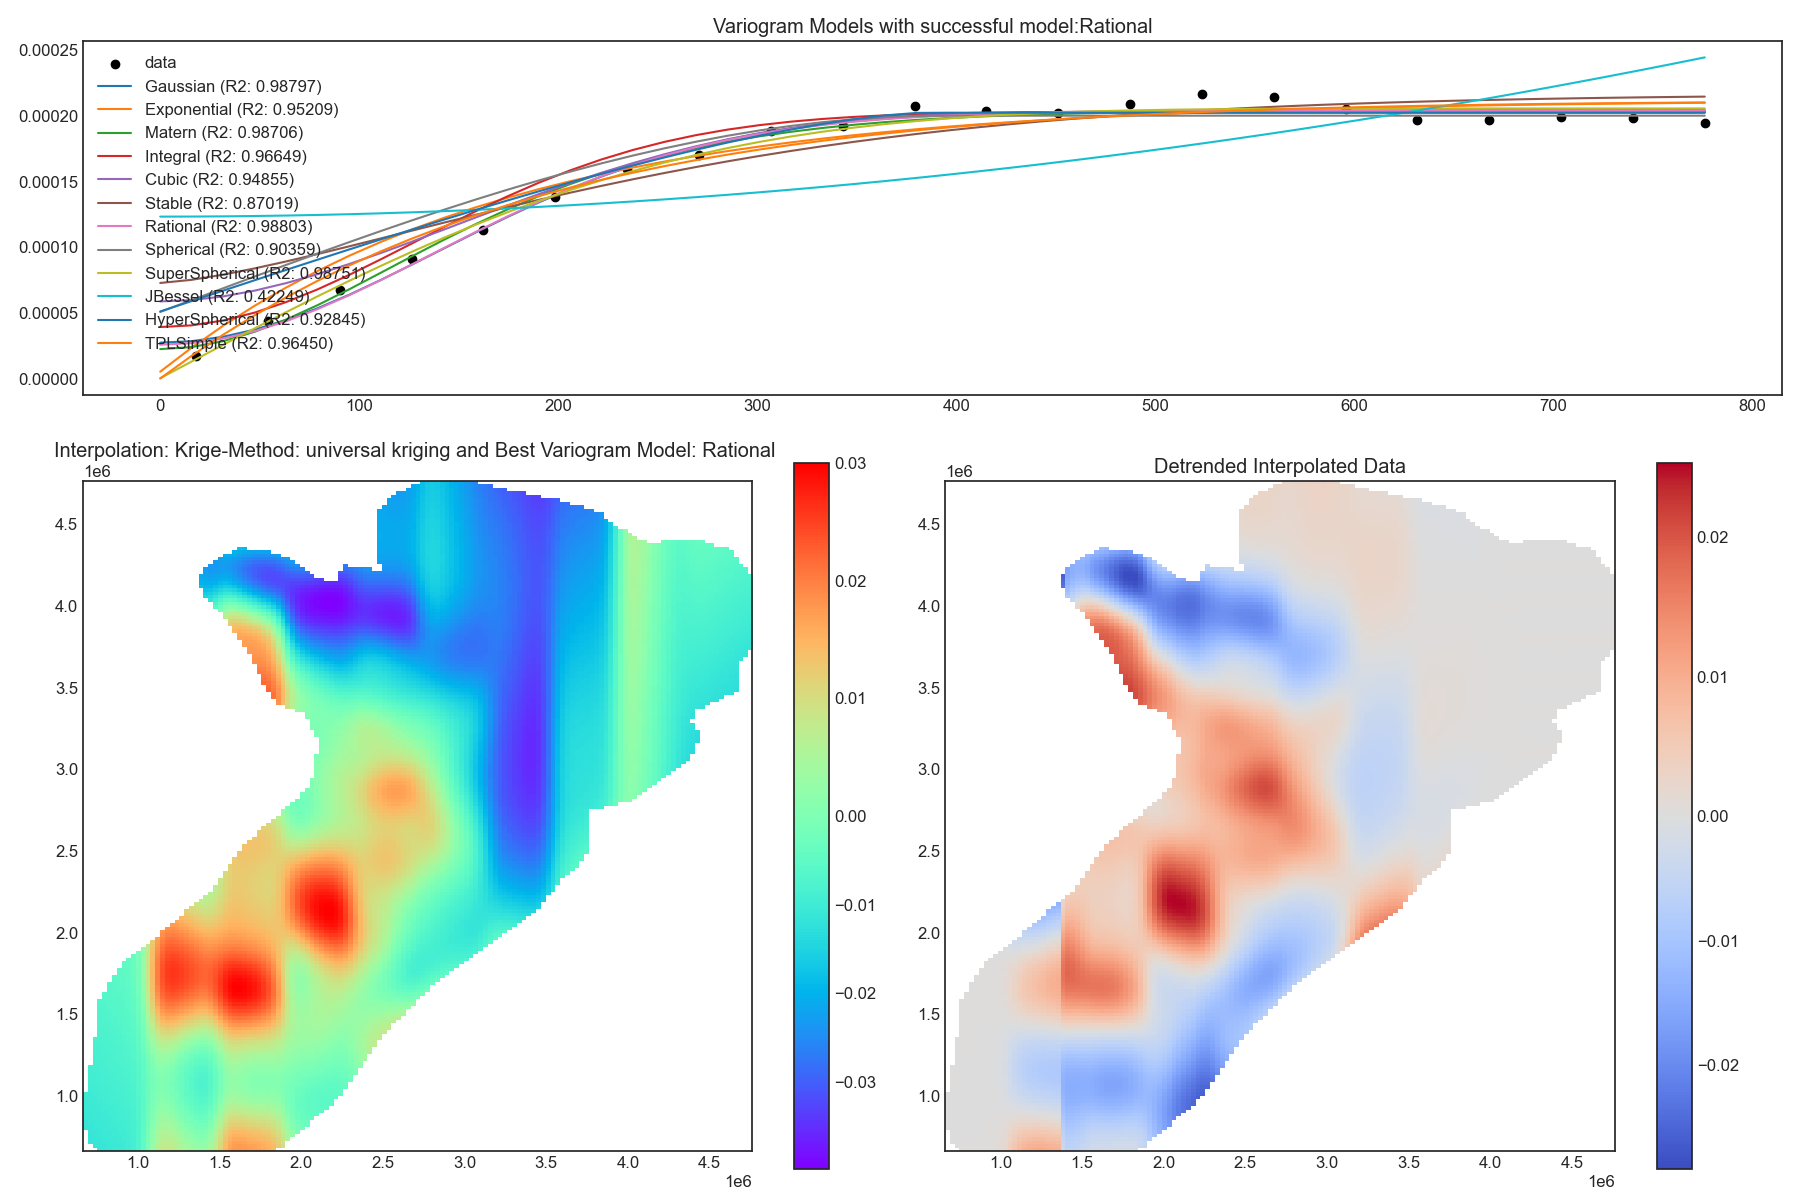 Variogram Models with successful model:Rational
0.00025
0.00020
0.00015
0.00010
0.00005
0.00000
data
Gaussian (R2: 0.98797)
Exponential (R2: 0.95209)
Matern (R2: 0.98706)
Integral (R2: 0.96649)
Cubic (R2: 0.94855)
Stable (R2: 0.87019)
Rational (R2: 0.98803)
Spherical (R2: 0.90359)
SuperSpherical (R2: 0.98751)
JBessel (R2: 0.42249)
HyperSpherical (R2: 0.92845)
TPLSimple (R2: 0.96450)
0 100 200 300 400 500 600 700 800
Interpolation: Krige-Method: universal kriging and Best Variogram Model: Rational
1e6
4.5
4.0
3.5
3.0
2.5
2.0
1.5
1.0
1.0 1.5 2.0 2.5 3.0 3.5 4.0 4.5
1e6
0.03
0.02
0.01
0.00
−0.01
−0.02
−0.03
Detrended Interpolated Data
1e6
4.5
4.0
3.5
3.0
2.5
2.0
1.5
1.0
1.0 1.5 2.0 2.5 3.0 3.5 4.0 4.5
1e6
0.02
0.01
0.00
−0.01
−0.02